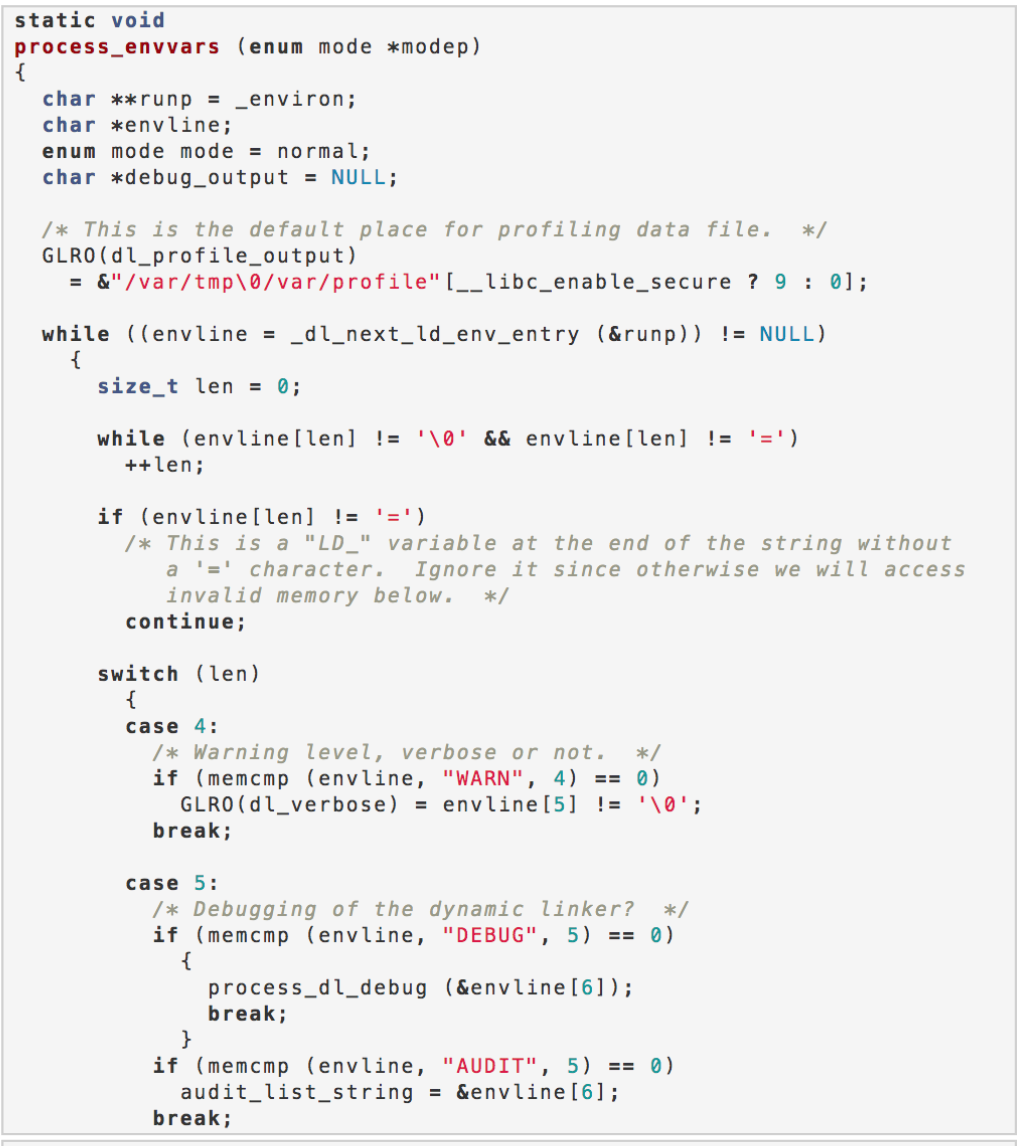 static void
process_envvars (enum mode *modep)
{
  char **runp = _environ;
  char *envline;
  enum mode mode = normal;
  char *debug_output = NULL;

  /* This is the default place for profiling data file.  */
  GLRO(dl_profile_output)
    = &"/var/tmp\0/var/profile"[__libc_enable_secure ? 9 : 0];

  while ((envline = _dl_next_ld_env_entry (&runp)) != NULL)
    {
      size_t len = 0;

      while (envline[len] != '\0' && envline[len] != '=')
        ++len;

      if (envline[len] != '=')
        /* This is a "LD_" variable at the end of the string without
           a '=' character.  Ignore it since otherwise we will access
           invalid memory below.  */
        continue;

      switch (len)
        {
        case 4:
          /* Warning level, verbose or not.  */
          if (memcmp (envline, "WARN", 4) == 0)
            GLRO(dl_verbose) = envline[5] != '\0';
          break;

        case 5:
          /* Debugging of the dynamic linker?  */
          if (memcmp (envline, "DEBUG", 5) == 0)
            {
              process_dl_debug (&envline[6]);
              break;
            }
          if (memcmp (envline, "AUDIT", 5) == 0)
            audit_list_string = &envline[6];
          break;